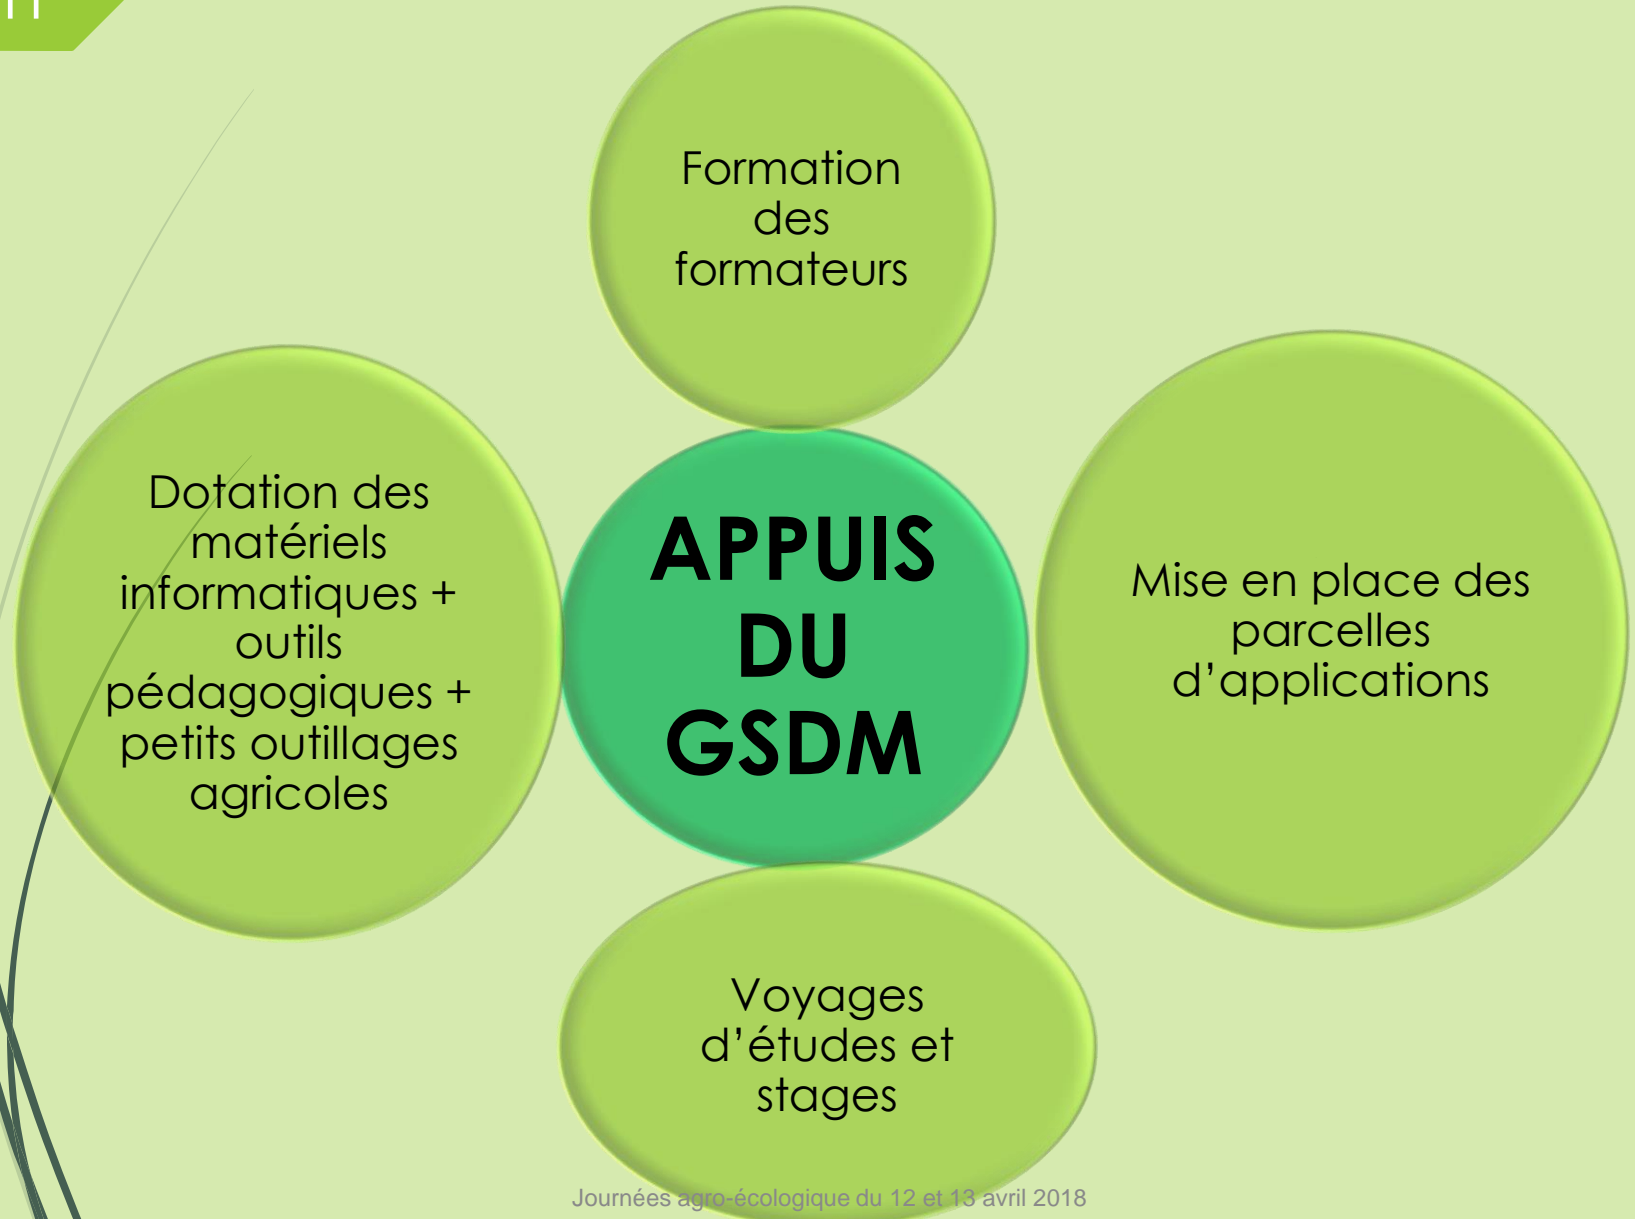 Formation
des
formateurs
Dotation des
matériels
informatiques +
outils
pédagogiques +
petits outillages
agricoles
APPUIS
DU
GSDM
Mise en place des
parcelles
d’applications
Voyages
d’études et
stages
Journées agro-écologique du 12 et 13 avril 2018